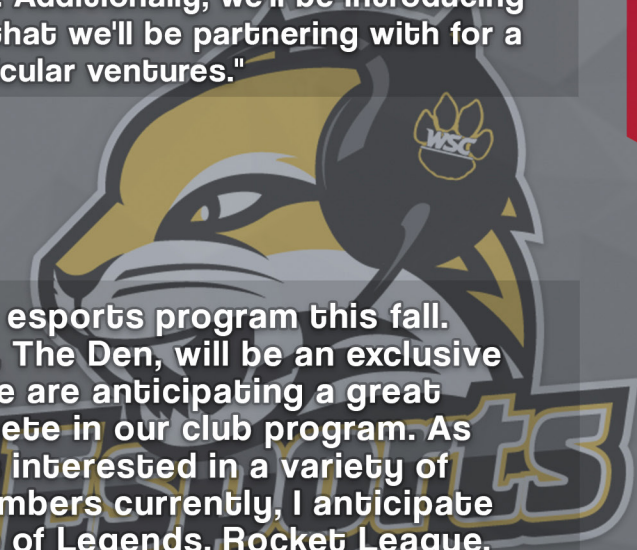 Additionally, we'll be introducing
that we'll be partnering with for a
cular ventures."
WSC
esports program this fall.
The Den, will be an exclusive
e are anticipating a great
ete in our club program. As
interested in a variety of
mbers currently, I anticipate
of Legends, Rocket League,
Esports